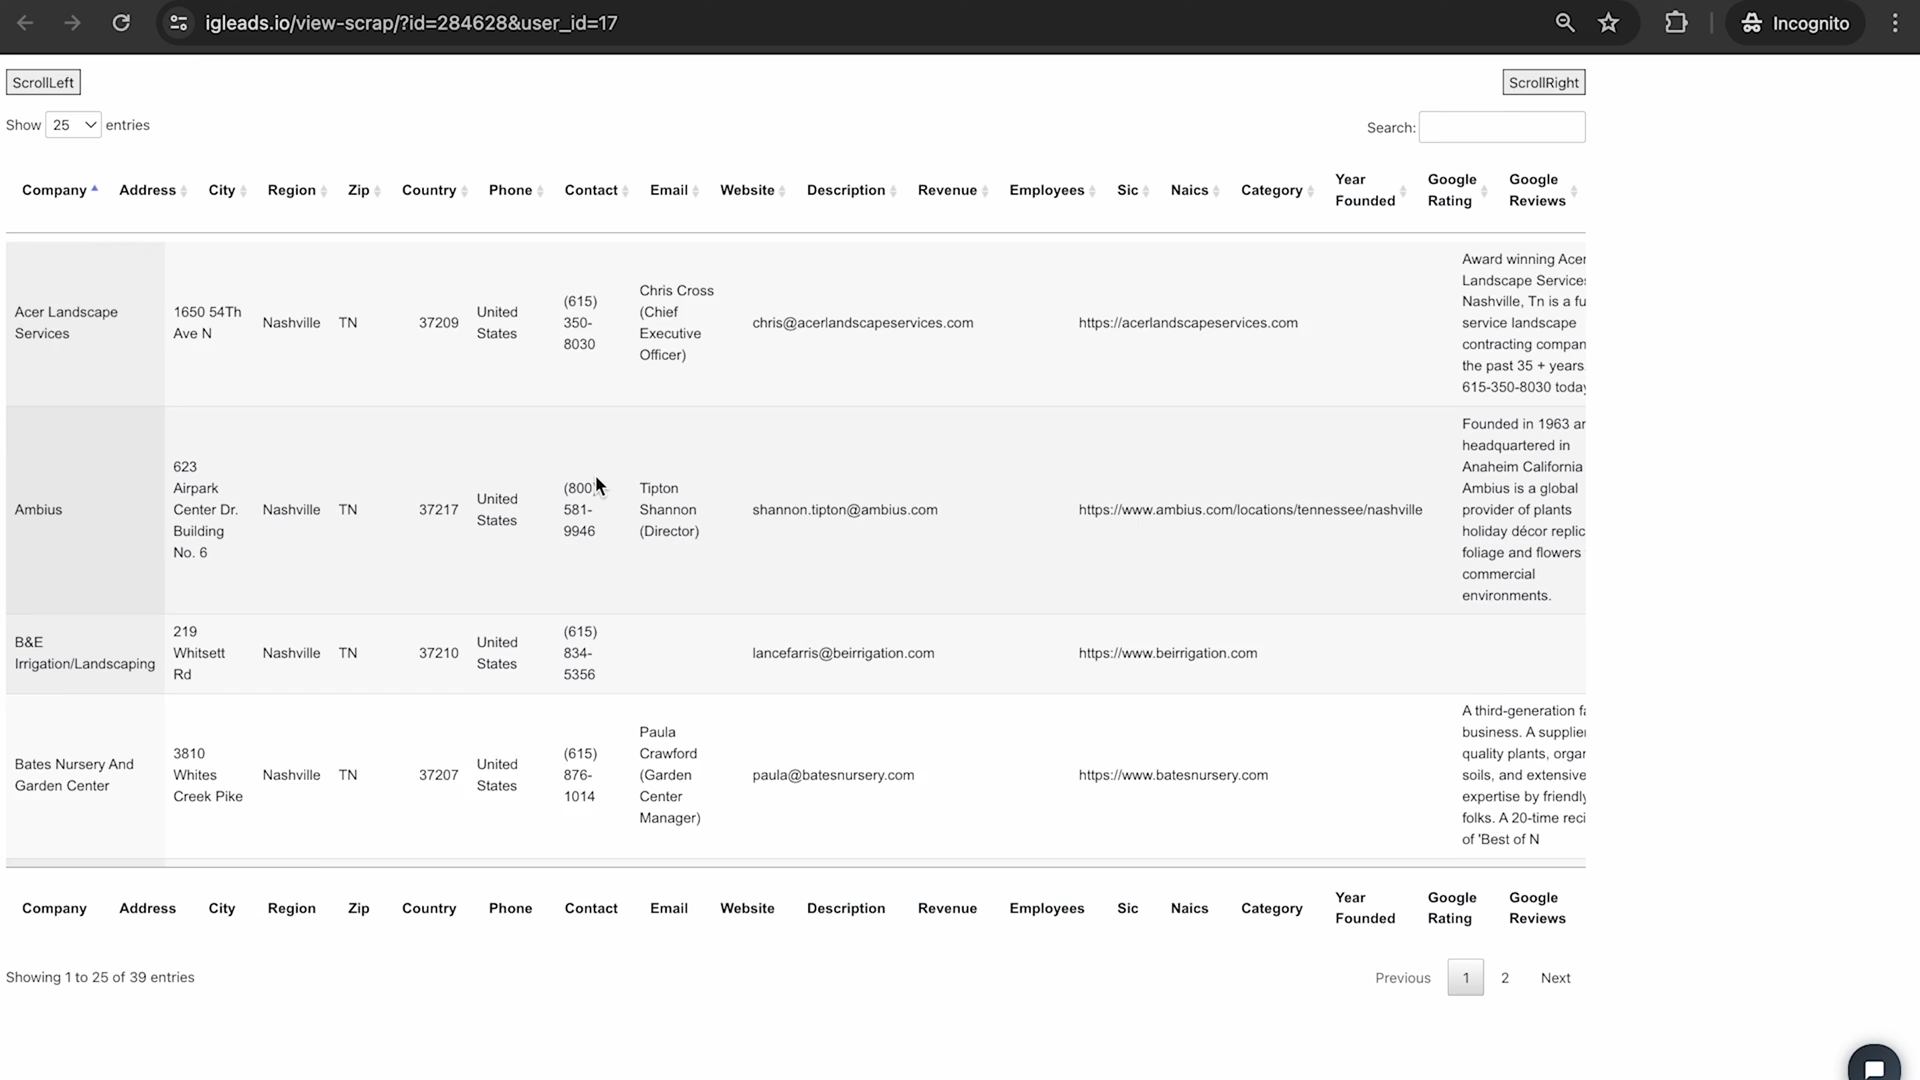 igleads.io/view-scrap/?id=284628&user_id=17
Incognito
ScrollLeft
ScrollRight
Show 25 entries
Search:
Company Address City Region Zip Country Phone Contact Email Website Description Revenue Employees Sic Naics Category Year Founded Google Rating Google Reviews
Acer Landscape
Services
1650 54Th
Ave N
Nashville
TN
37209
United
States
(615)
350-
8030
Chris Cross
(Chief
Executive
Officer)
chris@acerlandscapeservices.com
https://acerlandscapeservices.com
Award winning Acer
Landscape Services
Nashville, Tn is a fu
service landscape
contracting compan
the past 35 + years
615-350-8030 today
Ambius
623
Airpark
Center Dr.
Building
No. 6
Nashville
TN
37217
United
States
(800)
581-
9946
Tipton
Shannon
(Director)
shannon.tipton@ambius.com
https://www.ambius.com/locations/tennessee/nashville
Founded in 1963 ar
headquartered in
Anaheim California
Ambius is a global
provider of plants
holiday décor replic
foliage and flowers
commercial
environments.
B&E
Irrigation/Landscaping
219
Whitsett
Rd
Nashville
TN
37210
United
States
(615)
834-
5356
lancefarris@beirrigation.com
https://www.beirrigation.com
Bates Nursery And
Garden Center
3810
Whites
Creek Pike
Nashville
TN
37207
United
States
(615)
876-
1014
Paula
Crawford
(Garden
Center
Manager)
paula@batesnursery.com
https://www.batesnursery.com
A third-generation fa
business. A supplier
quality plants, orgar
soils, and extensive
expertise by friendly
folks. A 20-time reci
of 'Best of N
Company Address City Region Zip Country Phone Contact Email Website Description Revenue Employees Sic Naics Category Year Founded Google Rating Google Reviews
Showing 1 to 25 of 39 entries
Previous 1 2 Next